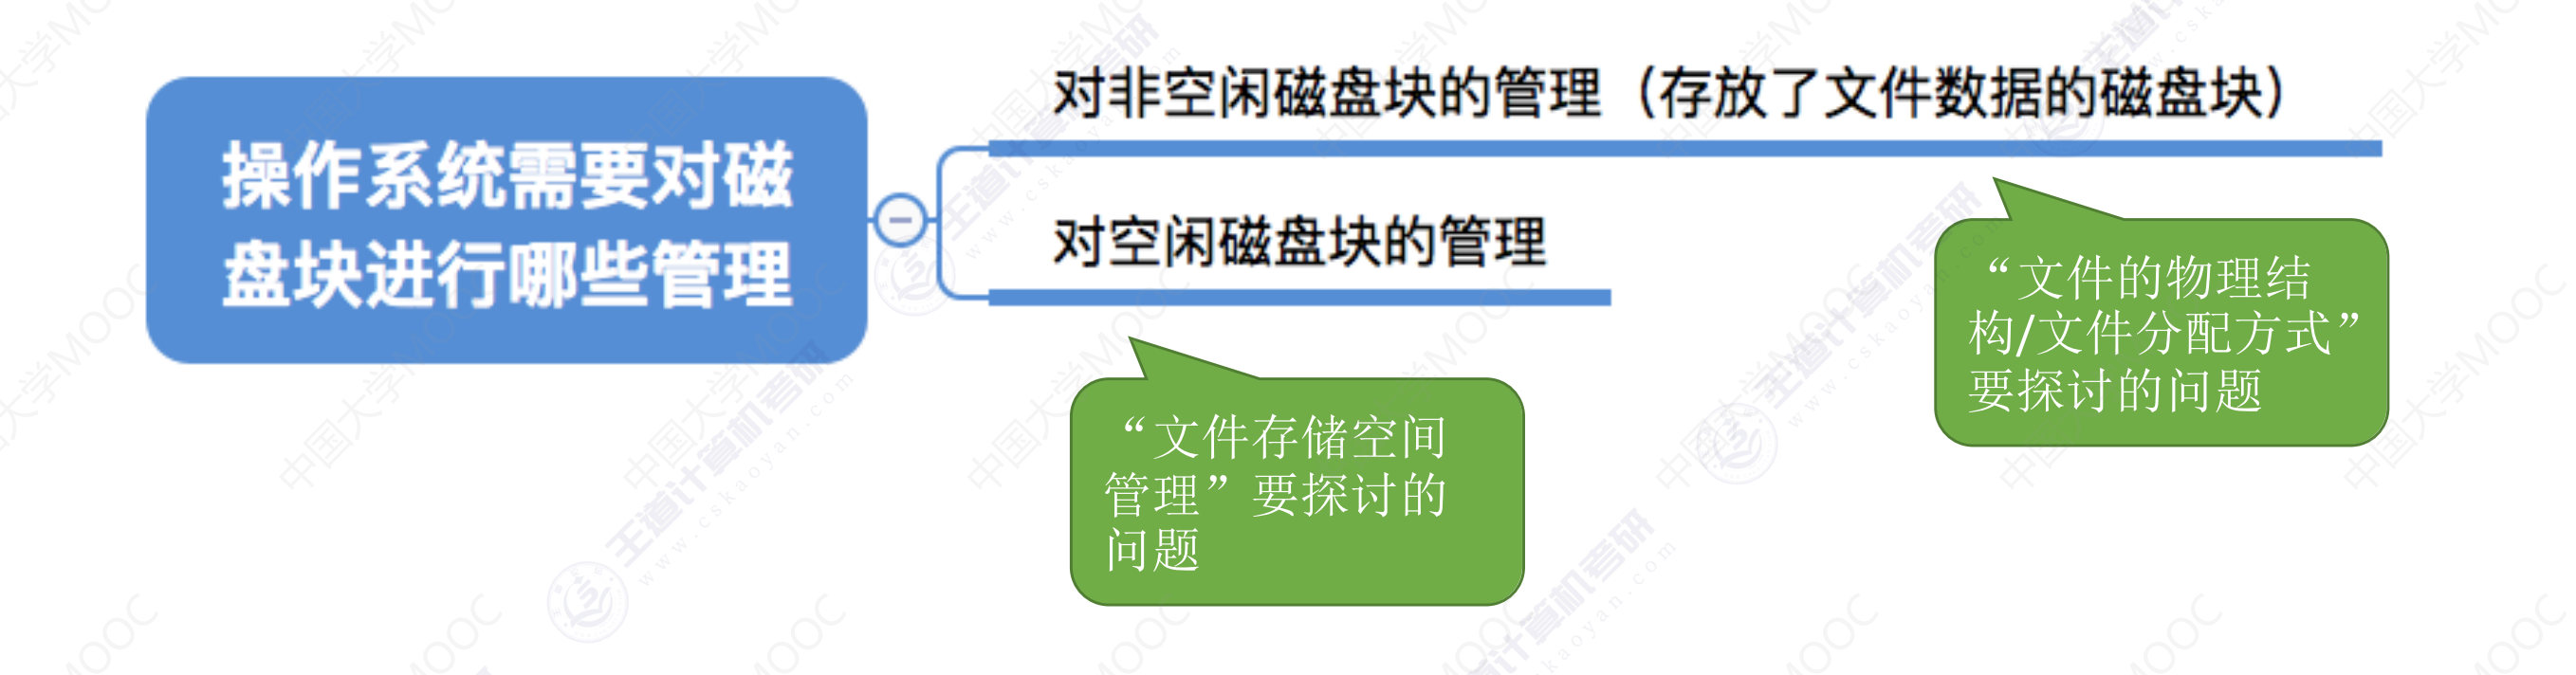 操作系统需要对磁
盘块进行哪些管理
对非空闲磁盘块的管理（存放了文件数据的磁盘块）
“文件的物理结
构/文件分配方式”
要探讨的问题
对空闲磁盘块的管理
“文件存储空间
管理”要探讨的
问题
中国大学MOOC
王道计算机考研
www.cskaoyan.com